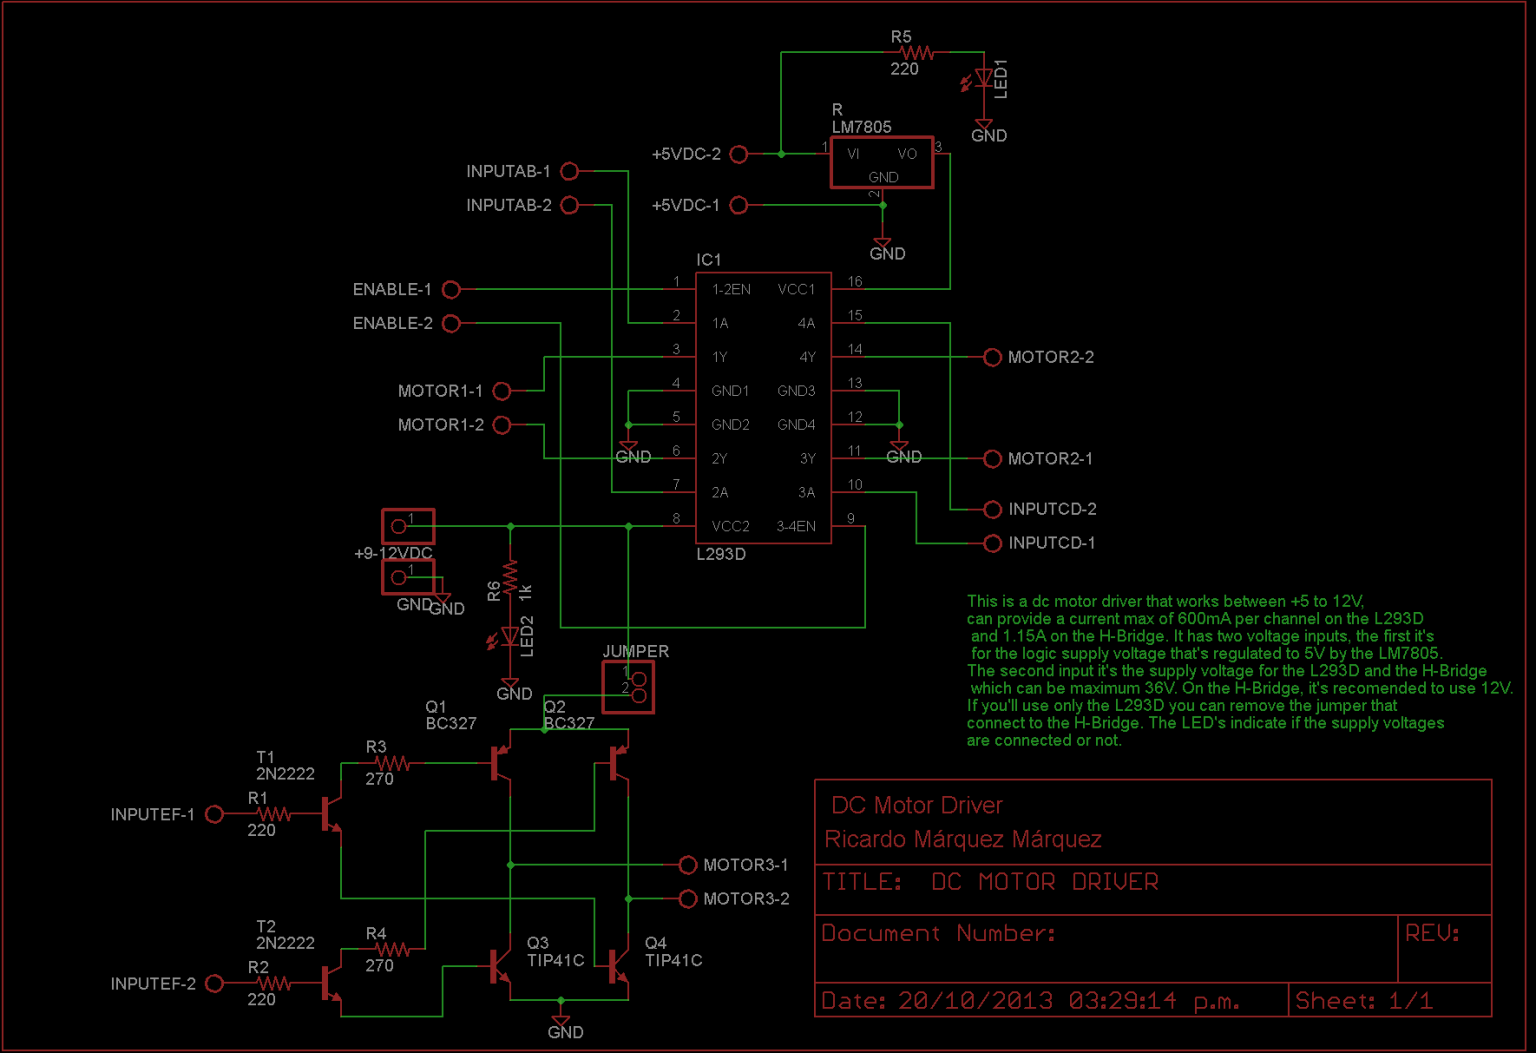 R5
220
LED1
GND
R
LM7805
+5VDC-2
1
VI
VO
3
GND
2
+5VDC-1
GND
INPUTAB-1
INPUTAB-2
IC1
ENABLE-1
1
1-2EN
VCC1
16
ENABLE-2
2
1A
4A
15
3
1Y
4Y
14
MOTOR2-2
MOTOR1-1
4
GND1
GND3
13
MOTOR1-2
5
GND2
GND4
12
GND
6
2Y
3Y
11
GND
MOTOR2-1
7
2A
3A
10
INPUTCD-2
8
VCC2
3-4EN
9
INPUTCD-1
L293D
1
+9-12VDC
1
GND
GND
R6
1k
LED2
GND
JUMPER
1
2
This is a dc motor driver that works between +5 to 12V,
can provide a current max of 600mA per channel on the L293D
and 1.15A on the H-Bridge. It has two voltage inputs, the first it's
for the logic supply voltage that's regulated to 5V by the LM7805.
The second input it's the supply voltage for the L293D and the H-Bridge
which can be maximum 36V. On the H-Bridge, it's recomended to use 12V.
If you'll use only the L293D you can remove the jumper that
connect to the H-Bridge. The LED's indicate if the supply voltages
are connected or not.
Q1
BC327
Q2
BC327
T1
2N2222
R3
270
INPUTEF-1
R1
220
MOTOR3-1
MOTOR3-2
T2
2N2222
R4
270
Q3
TIP41C
Q4
TIP41C
INPUTEF-2
R2
220
GND
DC Motor Driver
Ricardo Márquez Márquez
TITLE: DC MOTOR DRIVER
Document Number:
REV:
Date: 20/10/2013 03:29:14 p.m.
Sheet: 1/1